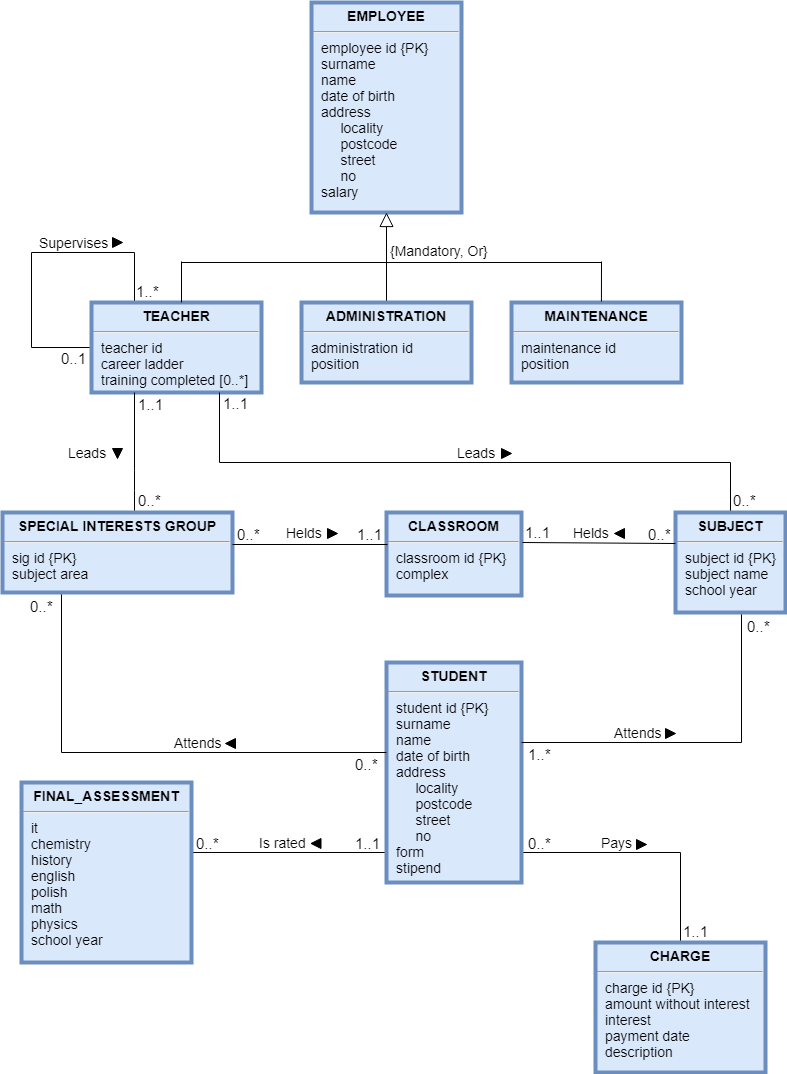 EMPLOYEE
employee id {PK}
surname
name
date of birth
address
locality
postcode
street
no
salary
Supervises ▶
{Mandatory, Or}
1..*
0..1
TEACHER
teacher id
career ladder
training completed [0..*]
ADMINISTRATION
administration id
position
MAINTENANCE
maintenance id
position
1..1
1..1
Leads ▼
Leads ▶
0..*
0..*
SPECIAL INTERESTS GROUP
sig id {PK}
subject area
0..*
Helds ▶
1..1
CLASSROOM
classroom id {PK}
complex
1..1
Helds ◀
0..*
SUBJECT
subject id {PK}
subject name
school year
0..*
0..*
STUDENT
student id {PK}
surname
name
date of birth
address
locality
postcode
street
no
form
stipend
Attends ◀
0..*
Attends ▶
1..*
FINAL_ASSESSMENT
it
chemistry
history
english
polish
math
physics
school year
0..*
Is rated ◀
1..1
0..*
Pays ▶
1..1
CHARGE
charge id {PK}
amount without interest
interest
payment date
description